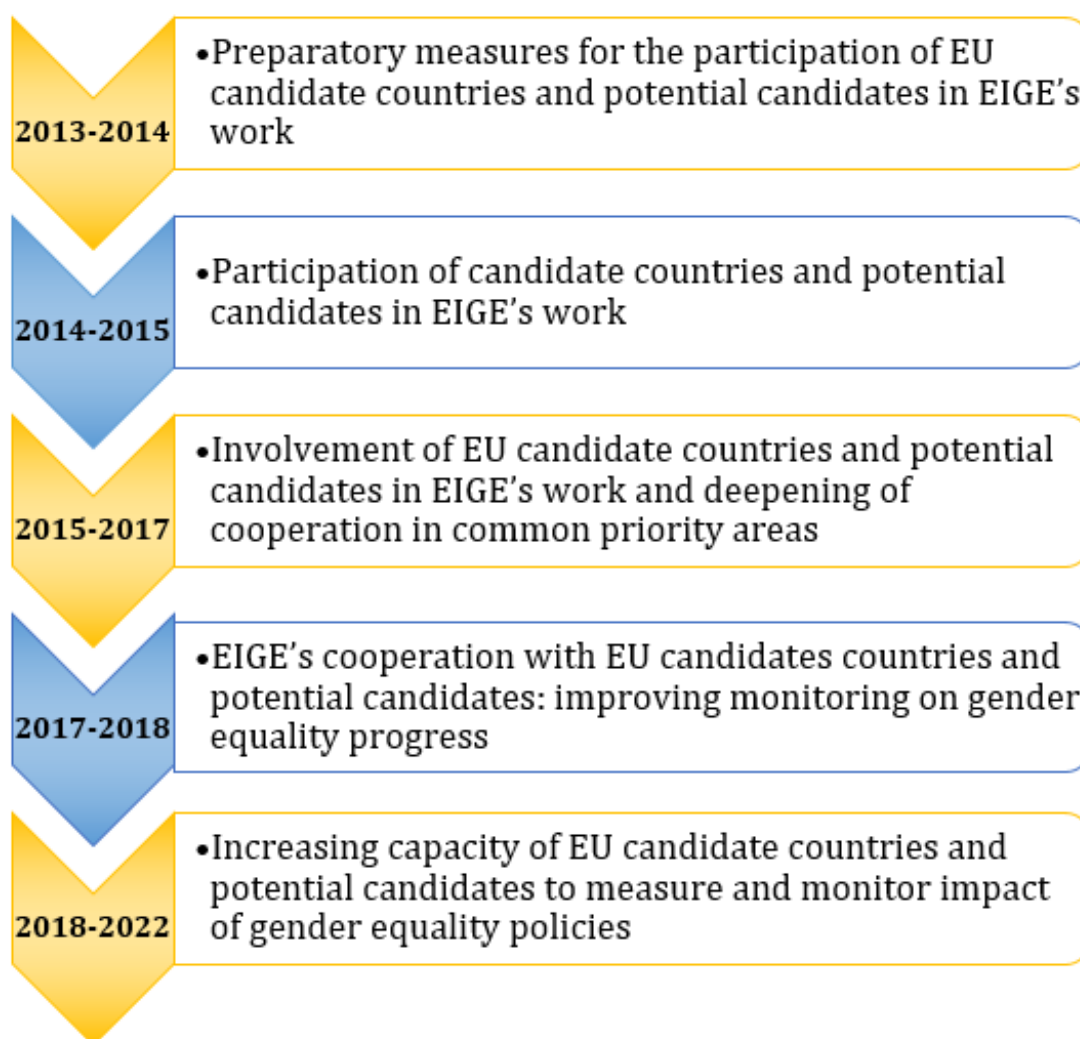 2013-2014
•Preparatory measures for the participation of EU
candidate countries and potential candidates in EIGE's
work
2014-2015
•Participation of candidate countries and potential
candidates in EIGE's work
2015-2017
•Involvement of EU candidate countries and potential
candidates in EIGE's work and deepening of
cooperation in common priority areas
2017-2018
•EIGE's cooperation with EU candidates countries and
potential candidates: improving monitoring on gender
equality progress
2018-2022
•Increasing capacity of EU candidate countries and
potential candidates to measure and monitor impact
of gender equality policies